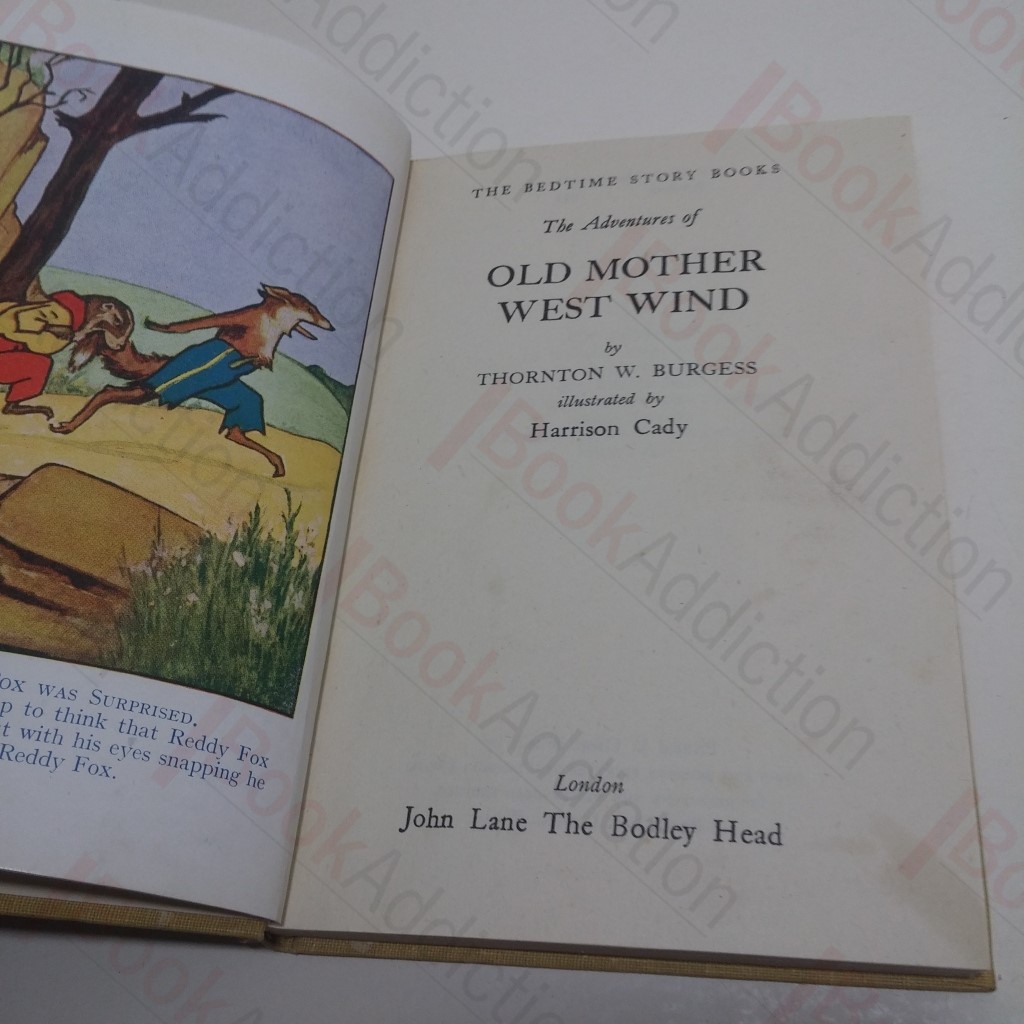 OX WAS SURPRISED.
p to think that Reddy Fox
t with his eyes snapping he
Reddy Fox.
THE BEDTIME STORY BOOKS
The Adventures of
OLD MOTHER
WEST WIND
by
THORNTON W. BURGESS
illustrated by
Harrison Cady
London
John Lane The Bodley Head
BookAddiction